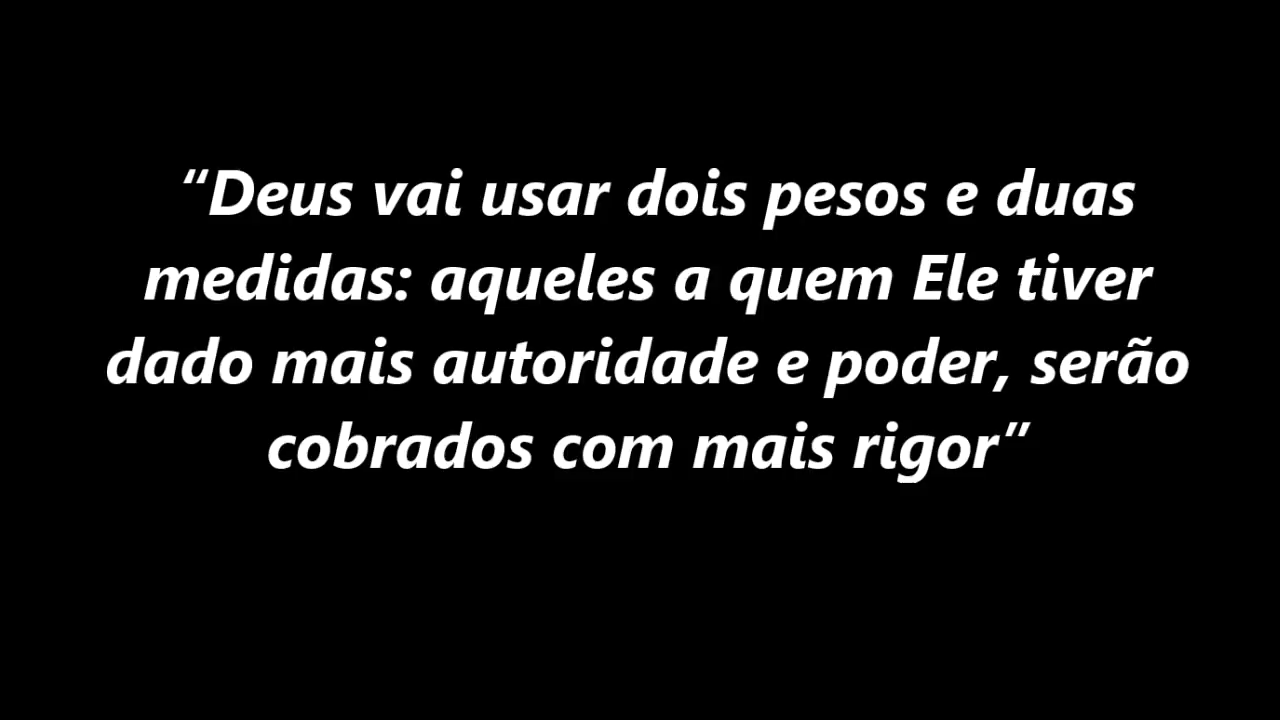 “Deus vai usar dois pesos e duas
medidas: aqueles a quem Ele tiver
dado mais autoridade e poder, serão
cobrados com mais rigor”